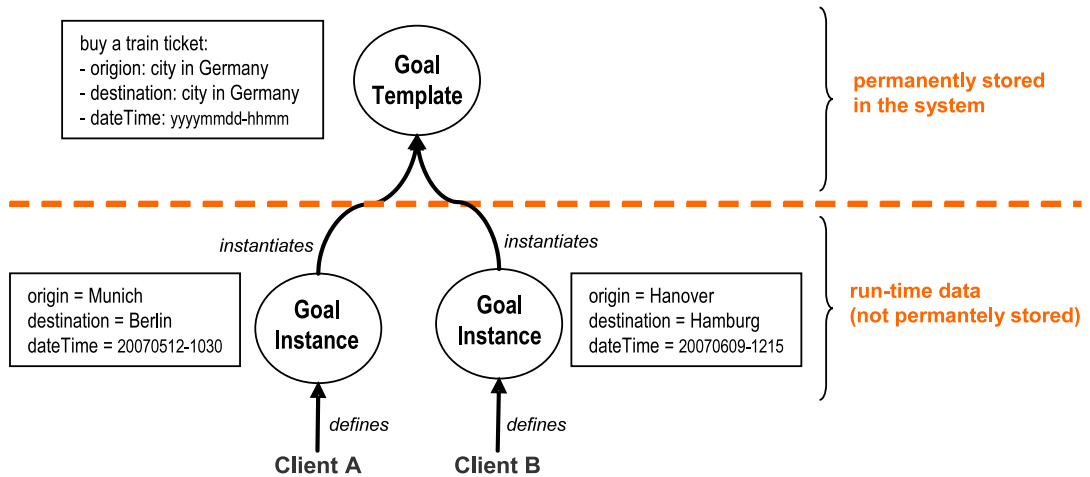 buy a train ticket:
- origion: city in Germany
- destination: city in Germany
- dateTime: yyyymmdd-hhmm
Goal
Template
permanently stored
in the system
instantiates
instantiates
origin = Munich
destination = Berlin
dateTime = 20070512-1030
Goal
Instance
Goal
Instance
origin = Hanover
destination = Hamburg
dateTime = 20070609-1215
run-time data
(not permantely stored)
defines
defines
Client A
Client B